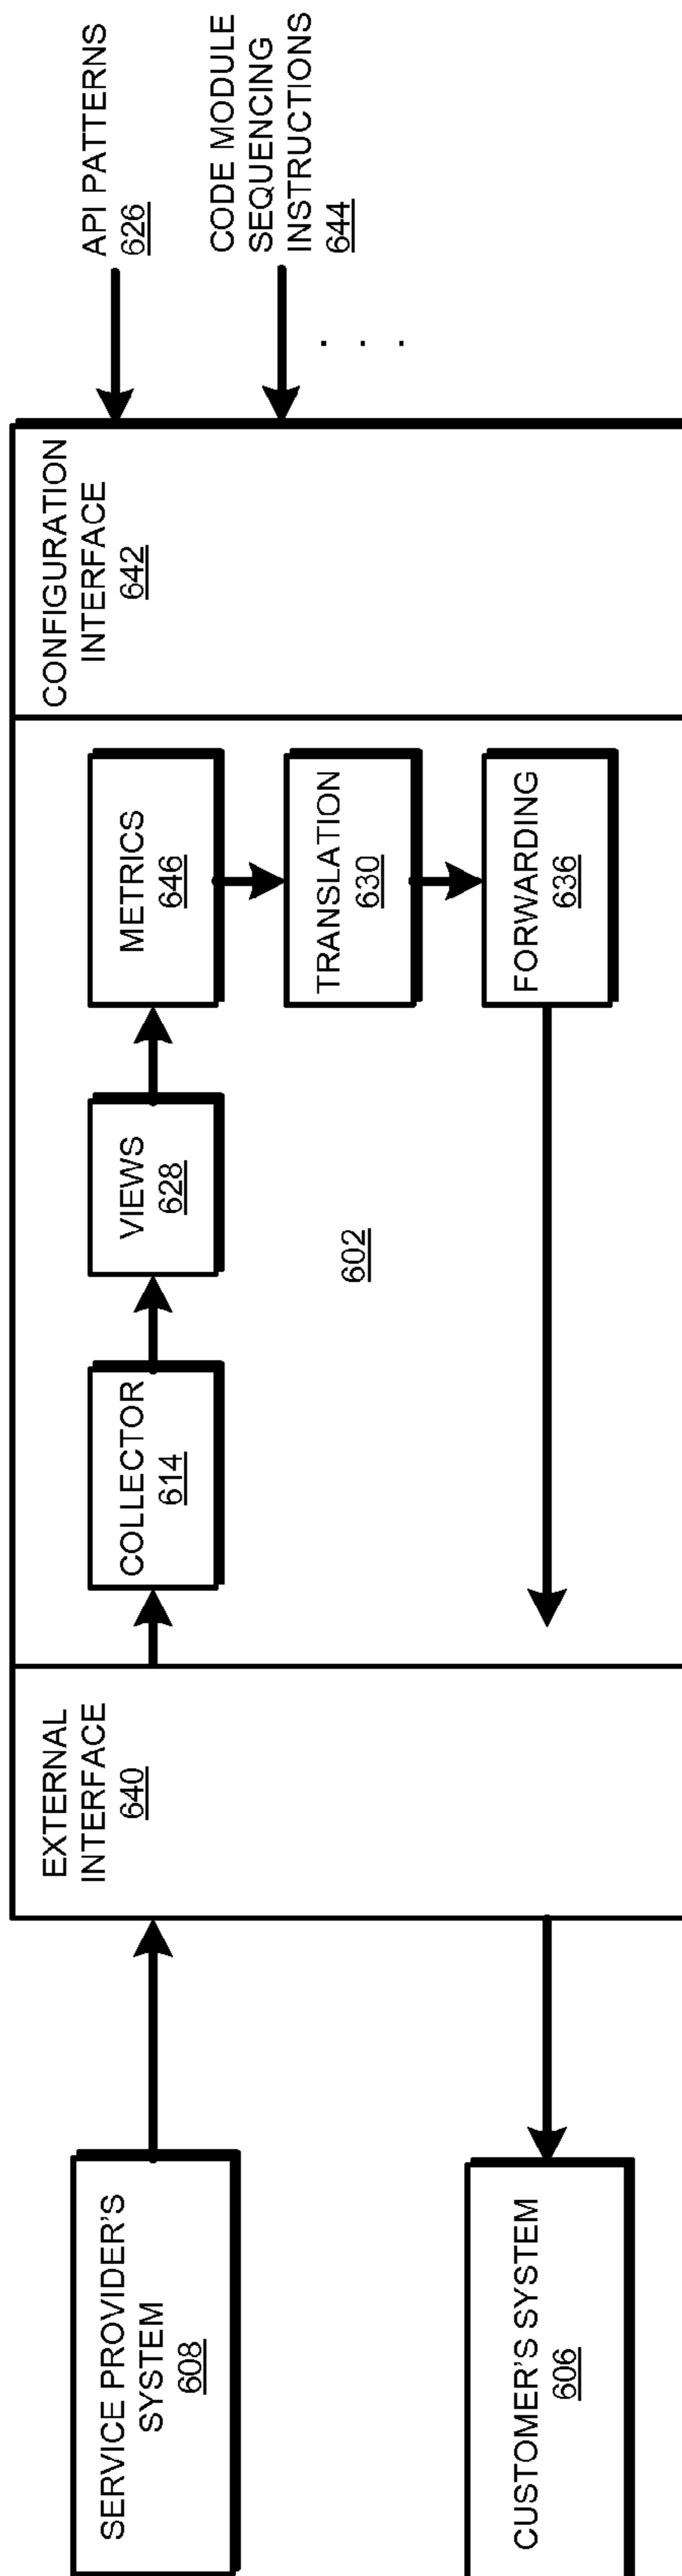 API PATTERNS
626
CODE MODULE
SEQUENCING
INSTRUCTIONS
644
. . .
CONFIGURATION
INTERFACE
642
METRICS
646
TRANSLATION
630
FORWARDING
636
VIEWS
628
602
COLLECTOR
614
EXTERNAL
INTERFACE
640
SERVICE PROVIDER'S
SYSTEM
608
CUSTOMER'S SYSTEM
606